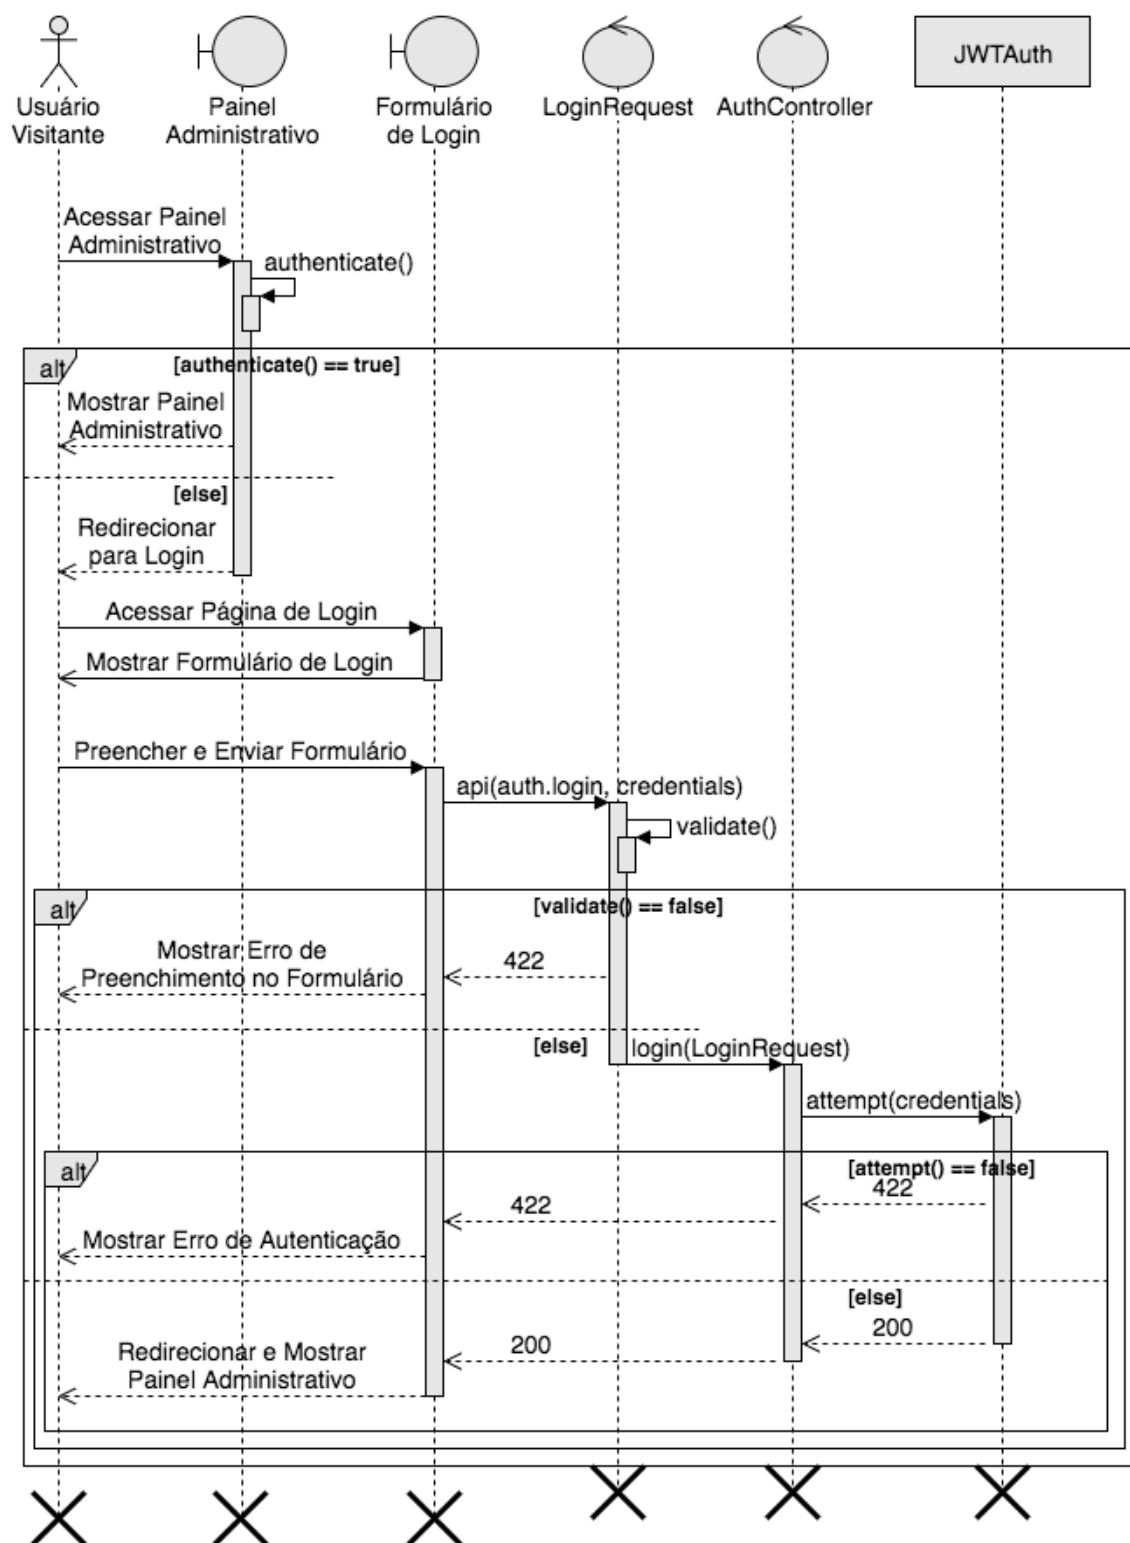 Usuário
Visitante
Painel
Administrativo
Formulário
de Login
LoginRequest
AuthController
JWTAuth
Acessar Painel
Administrativo
authenticate()
alt
[authenticate() == true]
Mostrar Painel
Administrativo
[else]
Redirecionar
para Login
Acessar Página de Login
Mostrar Formulário de Login
Preencher e Enviar Formulário
api(auth.login, credentials)
validate()
alt
[validate() == false]
Mostrar Erro de
Preenchimento no Formulário
422
[else]
login(LoginRequest)
attempt(credentials)
alt
[attempt() == false]
422
422
Mostrar Erro de Autenticação
[else]
200
200
Redirecionar e Mostrar
Painel Administrativo